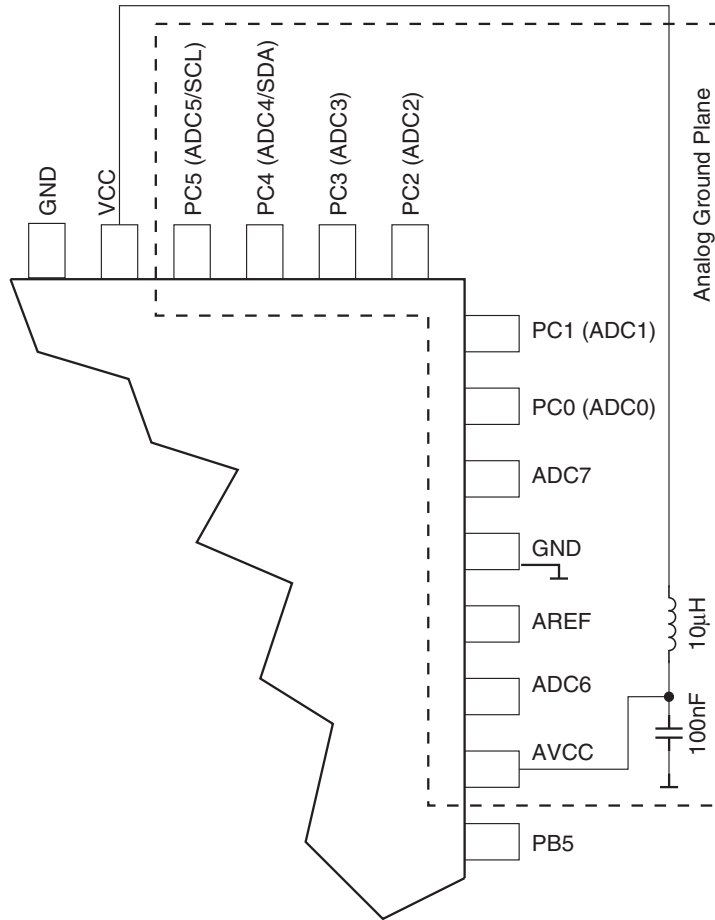 GND
VCC
PC5 (ADC5/SCL)
PC4 (ADC4/SDA)
PC3 (ADC3)
PC2 (ADC2)
Analog Ground Plane
PC1 (ADC1)
PC0 (ADC0)
ADC7
GND
AREF
ADC6
AVCC
PB5
10µH
100nF